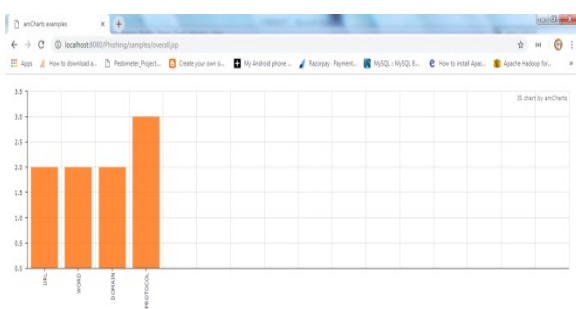 amCharts examples
localhost:8080/Phishing/samples/overall.jsp
Apps How to download a... Pedometer_Project... Create your own si... My Android phone ... Razorpay - Payment... MySQL :: MySQL 8... How to install Apac... Apache Hadoop for... »
JS chart by amCharts
3.5
3.0
2.5
2.0
1.5
1.0
0.5
0.0
URL
WORD
DOMAIN
PROTOCOL